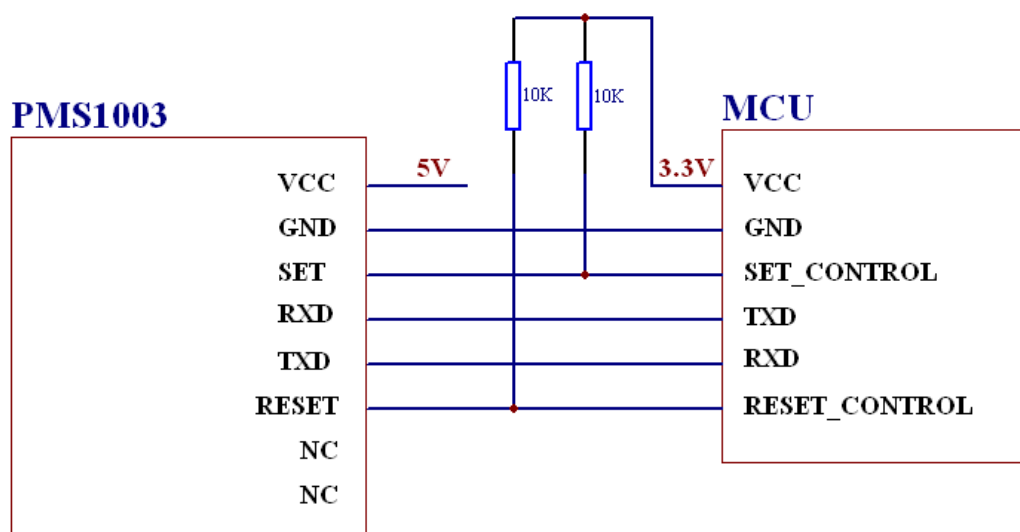 10K
10K
PMS1003
MCU
5V
3.3V
VCC
VCC
GND
GND
SET
SET_CONTROL
RXD
TXD
TXD
RXD
RESET
RESET_CONTROL
NC
NC